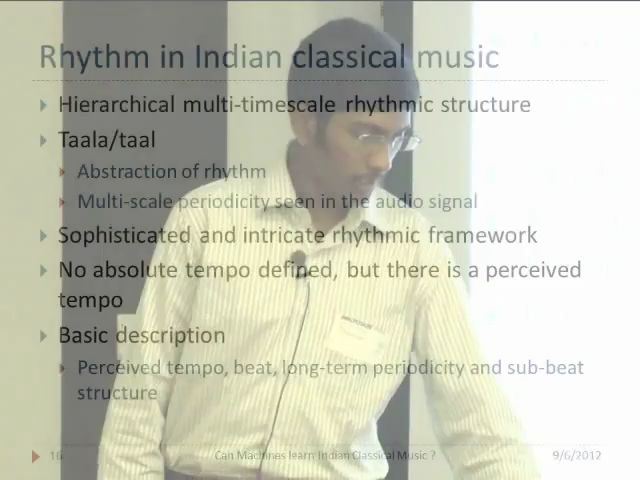 Rhythm in Indian classical music
Hierarchical multi-timescale rhythmic structure
Taala/taal
Abstraction of rhythm
Multi-scale periodicity seen in the audio signal
Sophisticated and intricate rhythmic framework
No absolute tempo defined, but there is a perceived
tempo
Basic description
Perceived tempo, beat, long-term periodicity and sub-beat
structure
16
Can Machines learn Indian Classical Music ?
9/6/2012